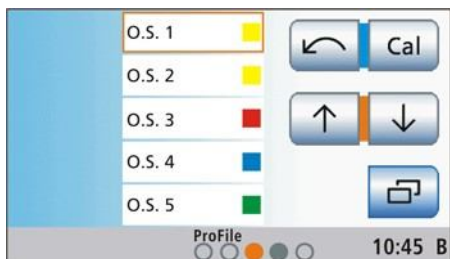 O.S. 1
Cal
O.S. 2
O.S. 3
O.S. 4
O.S. 5
ProFile
10:45 B